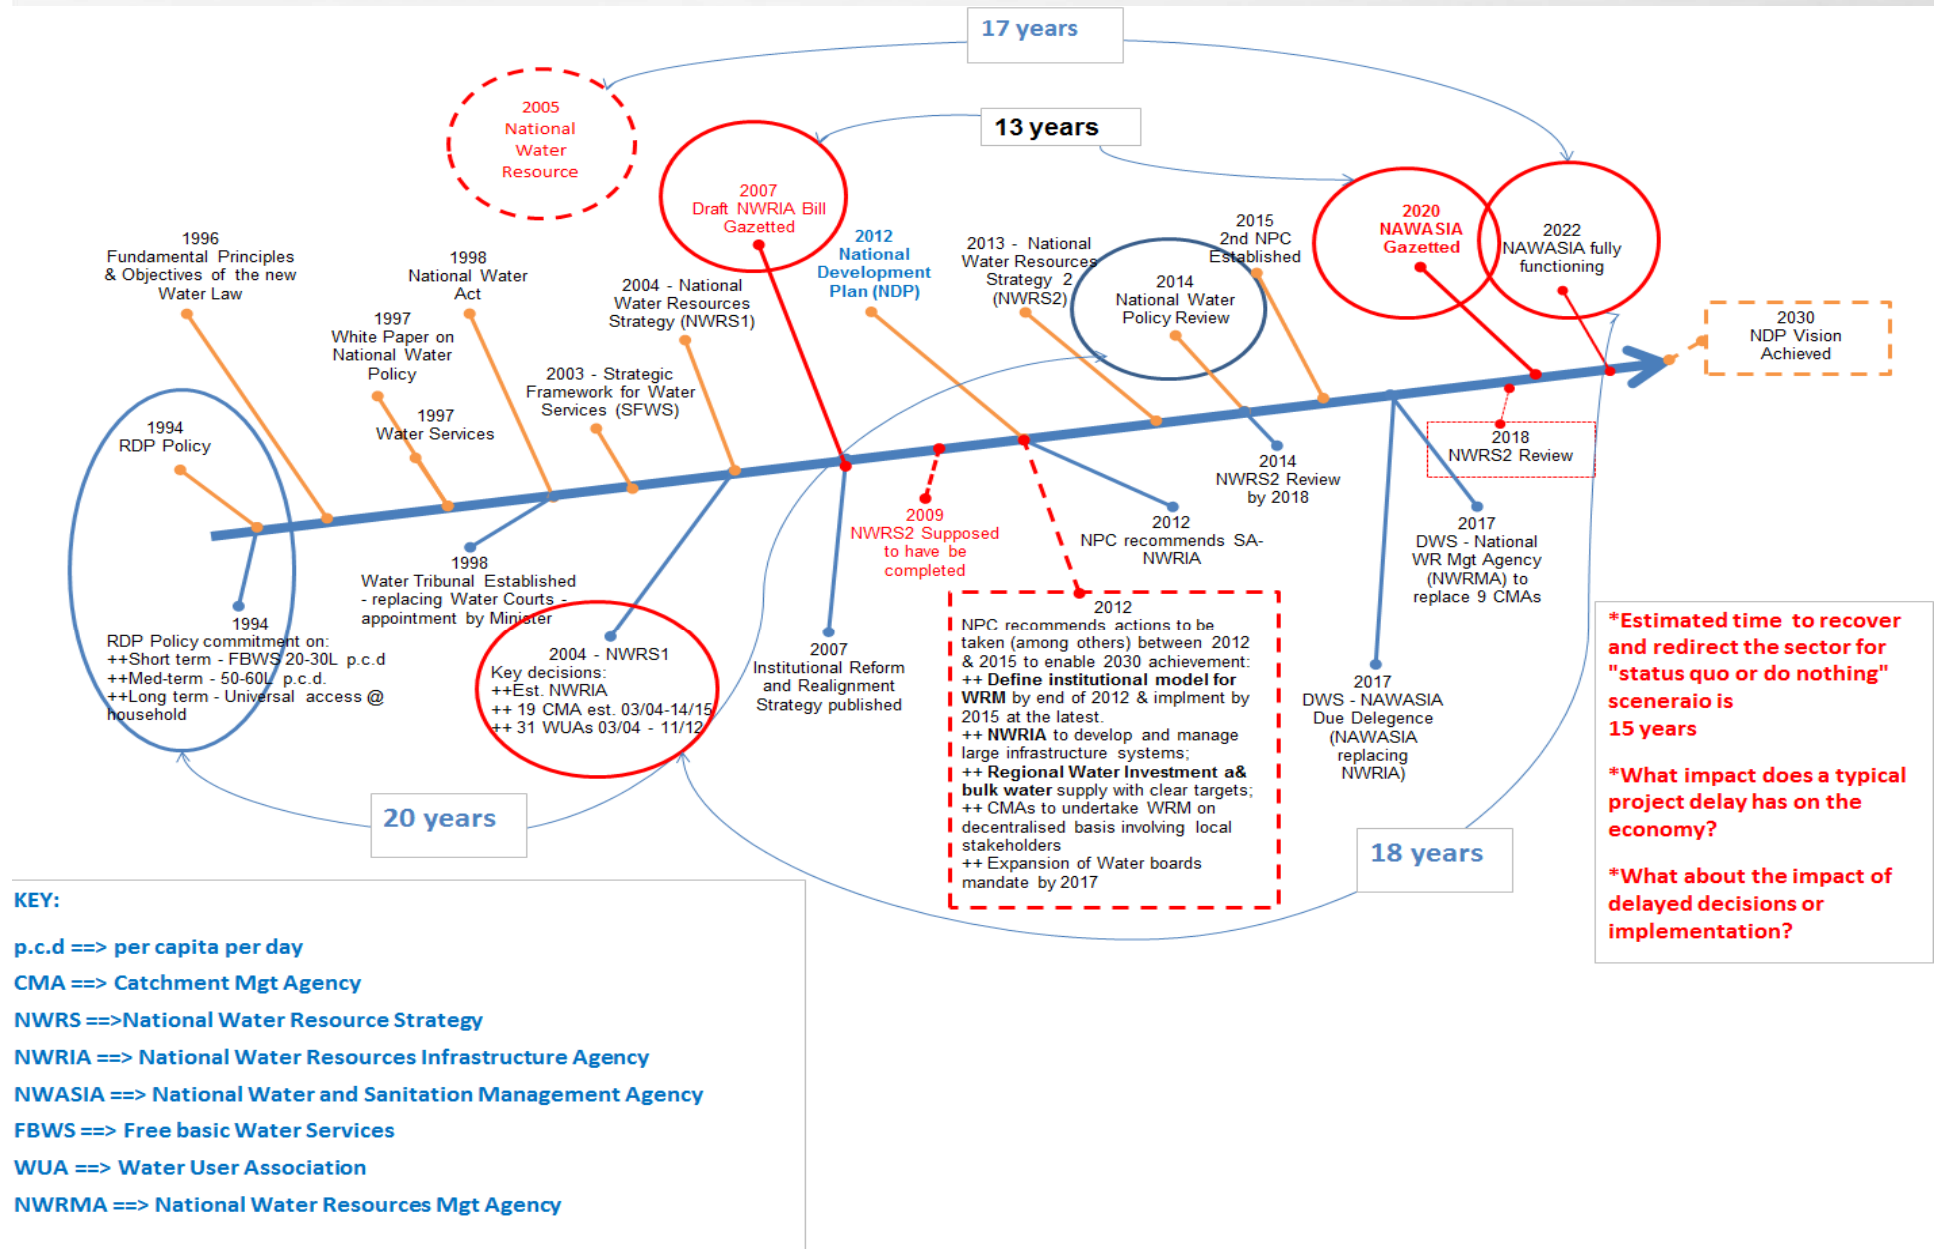 17 years
2005
National
Water
Resource
13 years
2007
Draft NWRIA Bill
Gazetted
2020
NAWASIA
Gazetted
2022
NAWASIA fully
functioning
1996
Fundamental Principles
& Objectives of the new
Water Law
1998
National Water
Act
2004 - National
Water Resources
Strategy (NWRS1)
2012
National
Development
Plan (NDP)
2013 - National
Water Resources
Strategy 2
(NWRS2)
2014
National Water
Policy Review
2015
2nd NPC
Established
2030
NDP Vision
Achieved
1997
White Paper on
National Water
Policy
1997
Water Services
2003 - Strategic
Framework for Water
Services (SFWS)
1994
RDP Policy
1994
RDP Policy commitment on:
++Short term - FBWS 20-30L p.c.d
++Med-term - 50-60L p.c.d.
++Long term - Universal access @
household
1998
Water Tribunal Established
- replacing Water Courts -
appointment by Minister
2004 - NWRS1
Key decisions:
++Est. NWRIA
++ 19 CMA est. 03/04-14/15
++ 31 WUAs 03/04 - 11/12
2007
Institutional Reform
and Realignment
Strategy published
2009
NWRS2 Supposed
to have be
completed
2012
NPC recommends SA-
NWRIA
2012
NPC recommends actions to be
taken (among others) between 2012
& 2015 to enable 2030 achievement:
++ Define institutional model for
WRM by end of 2012 & implment by
2015 at the latest.
++ NWRIA to develop and manage
large infrastructure systems;
++ Regional Water Investment a&
bulk water supply with clear targets;
++ CMAs to undertake WRM on
decentralised basis involving local
stakeholders
++ Expansion of Water boards
mandate by 2017
2014
NWRS2 Review
by 2018
2018
NWRS2 Review
2017
DWS - National
WR Mgt Agency
(NWRMA) to
replace 9 CMAs
2017
DWS - NAWASIA
Due Delegence
(NAWASIA
replacing
NWRIA)
20 years
18 years
*Estimated time to recover
and redirect the sector for
"status quo or do nothing"
sceneraio is
15 years
*What impact does a typical
project delay has on the
economy?
*What about the impact of
delayed decisions or
implementation?
KEY:
p.c.d ==> per capita per day
CMA ==> Catchment Mgt Agency
NWRS ==>National Water Resource Strategy
NWRIA ==> National Water Resources Infrastructure Agency
NWASIA ==> National Water and Sanitation Management Agency
FBWS ==> Free basic Water Services
WUA ==> Water User Association
NWRMA ==> National Water Resources Mgt Agency